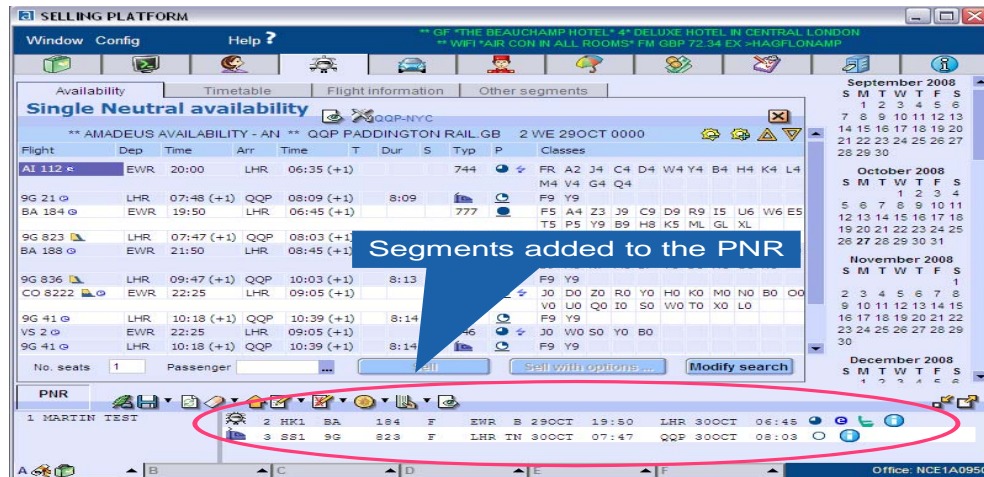 SELLING PLATFORM
Window Config Help ?
** GF *THE BEAUCHAMP HOTEL* 4* DELUXE HOTEL IN CENTRAL LONDON
** WIFI *AIR CON IN ALL ROOMS* FM GBP 72.34 EX >HAGFLONAMP
Availability Timetable Flight information Other segments
Single Neutral availability QQP-NYC
** AMADEUS AVAILABILITY - AN ** QQP PADDINGTON RAIL.GB 2 WE 29OCT 0000
Flight Dep Time Arr Time T Dur S Typ P Classes
AI 112 EWR 20:00 LHR 06:35 (+1) 744 FR A2 J4 C4 D4 W4 Y4 B4 H4 K4 L4
M4 V4 G4 Q4
9G 21 LHR 07:48 (+1) QQP 08:09 (+1) 8:09 F9 Y9
BA 184 EWR 19:50 LHR 06:45 (+1) 777 F5 A4 Z3 J9 C9 D9 R9 I5 U6 W6 E5
T5 P5 Y9 B9 H8 K5 ML GL XL
9G 823 LHR 07:47 (+1) QQP 08:03 (+1)
BA 188 EWR 21:50 LHR 08:45 (+1)
Segments added to the PNR
9G 836 LHR 09:47 (+1) QQP 10:03 (+1) 8:13 F9 Y9
CO 8222 EWR 22:25 LHR 09:05 (+1) J0 D0 Z0 R0 Y0 H0 K0 M0 N0 B0 O0
V0 U0 Q0 I0 S0 W0 T0 X0 L0
9G 41 LHR 10:18 (+1) QQP 10:39 (+1) 8:14 F9 Y9
VS 2 EWR 22:25 LHR 09:05 (+1) J0 W0 S0 Y0 B0
9G 41 LHR 10:18 (+1) QQP 10:39 (+1) 8:14 F9 Y9
No. seats 1 Passenger ... Sell Sell with options ... Modify search
September 2008
S M T W T F S
1 2 3 4 5 6
7 8 9 10 11 12 13
14 15 16 17 18 19 20
21 22 23 24 25 26 27
28 29 30
October 2008
S M T W T F S
1 2 3 4
5 6 7 8 9 10 11
12 13 14 15 16 17 18
19 20 21 22 23 24 25
26 27 28 29 30 31
November 2008
S M T W T F S
1
2 3 4 5 6 7 8
9 10 11 12 13 14 15
16 17 18 19 20 21 22
23 24 25 26 27 28 29
30
December 2008
S M T W T F S
1 2 3 4 5 6
PNR
1 MARTIN TEST
2 HK1 BA 184 F EWR B 29OCT 19:50 LHR 30OCT 06:45
3 SS1 9G 823 F LHR TN 30OCT 07:47 QQP 30OCT 08:03
A B C D E F Office: NCE1A0950